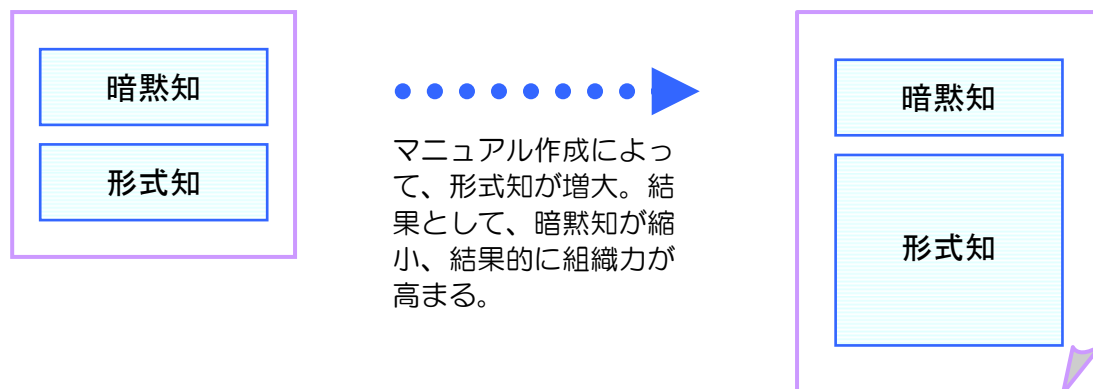 暗黙知
形式知
マニュアル作成によっ
て、形式知が増大。結
果として、暗黙知が縮
小、結果的に組織力が
高まる。
暗黙知
形式知